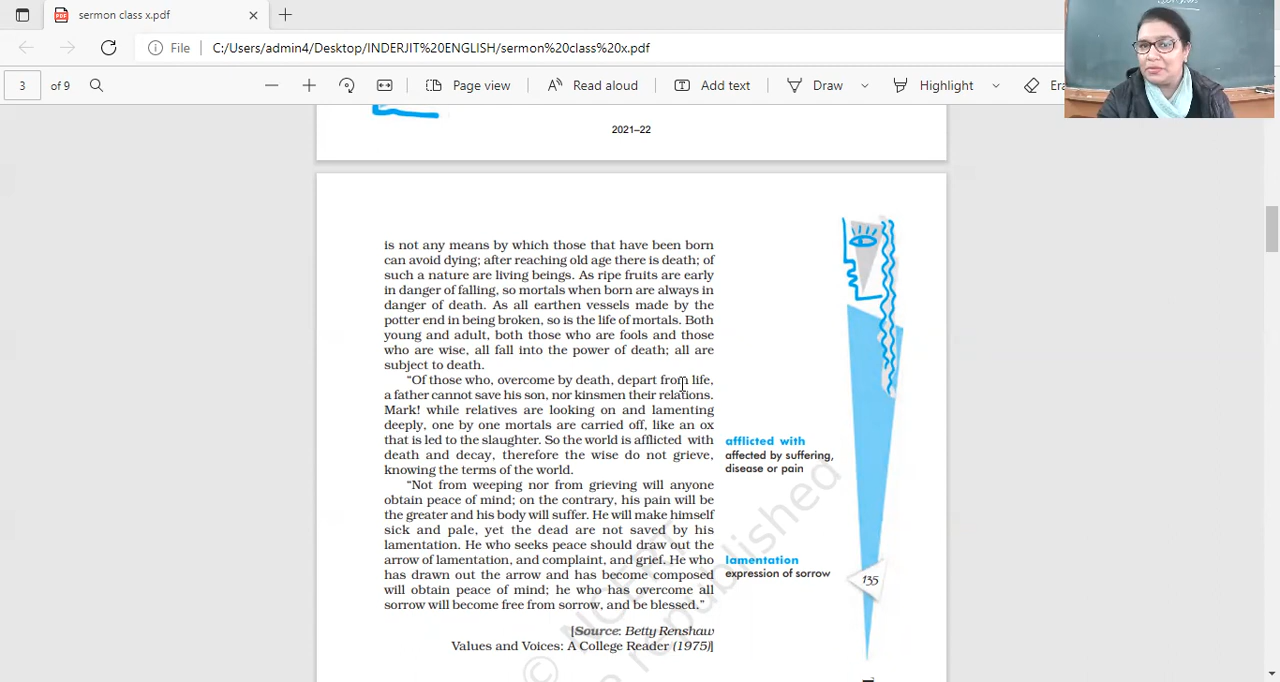 sermon class x.pdf
File
C:/Users/admin4/Desktop/INDERJIT%20ENGLISH/sermon%20class%20x.pdf
3 of 9
Page view
Read aloud
Add text
Draw
Highlight
2021–22
is not any means by which those that have been born
can avoid dying; after reaching old age there is death; of
such a nature are living beings. As ripe fruits are early
in danger of falling, so mortals when born are always in
danger of death. As all earthen vessels made by the
potter end in being broken, so is the life of mortals. Both
young and adult, both those who are fools and those
who are wise, all fall into the power of death; all are
subject to death.
“Of those who, overcome by death, depart from life,
a father cannot save his son, nor kinsmen their relations.
Mark! while relatives are looking on and lamenting
deeply, one by one mortals are carried off, like an ox
that is led to the slaughter. So the world is afflicted with
death and decay, therefore the wise do not grieve,
knowing the terms of the world.
“Not from weeping nor from grieving will anyone
obtain peace of mind; on the contrary, his pain will be
the greater and his body will suffer. He will make himself
sick and pale, yet the dead are not saved by his
lamentation. He who seeks peace should draw out the
arrow of lamentation, and complaint, and grief. He who
has drawn out the arrow and has become composed
will obtain peace of mind; he who has overcome all
sorrow will become free from sorrow, and be blessed.”
[Source: Betty Renshaw
Values and Voices: A College Reader (1975)]
afflicted with
affected by suffering,
disease or pain
lamentation
expression of sorrow
135
© NCERT
republished